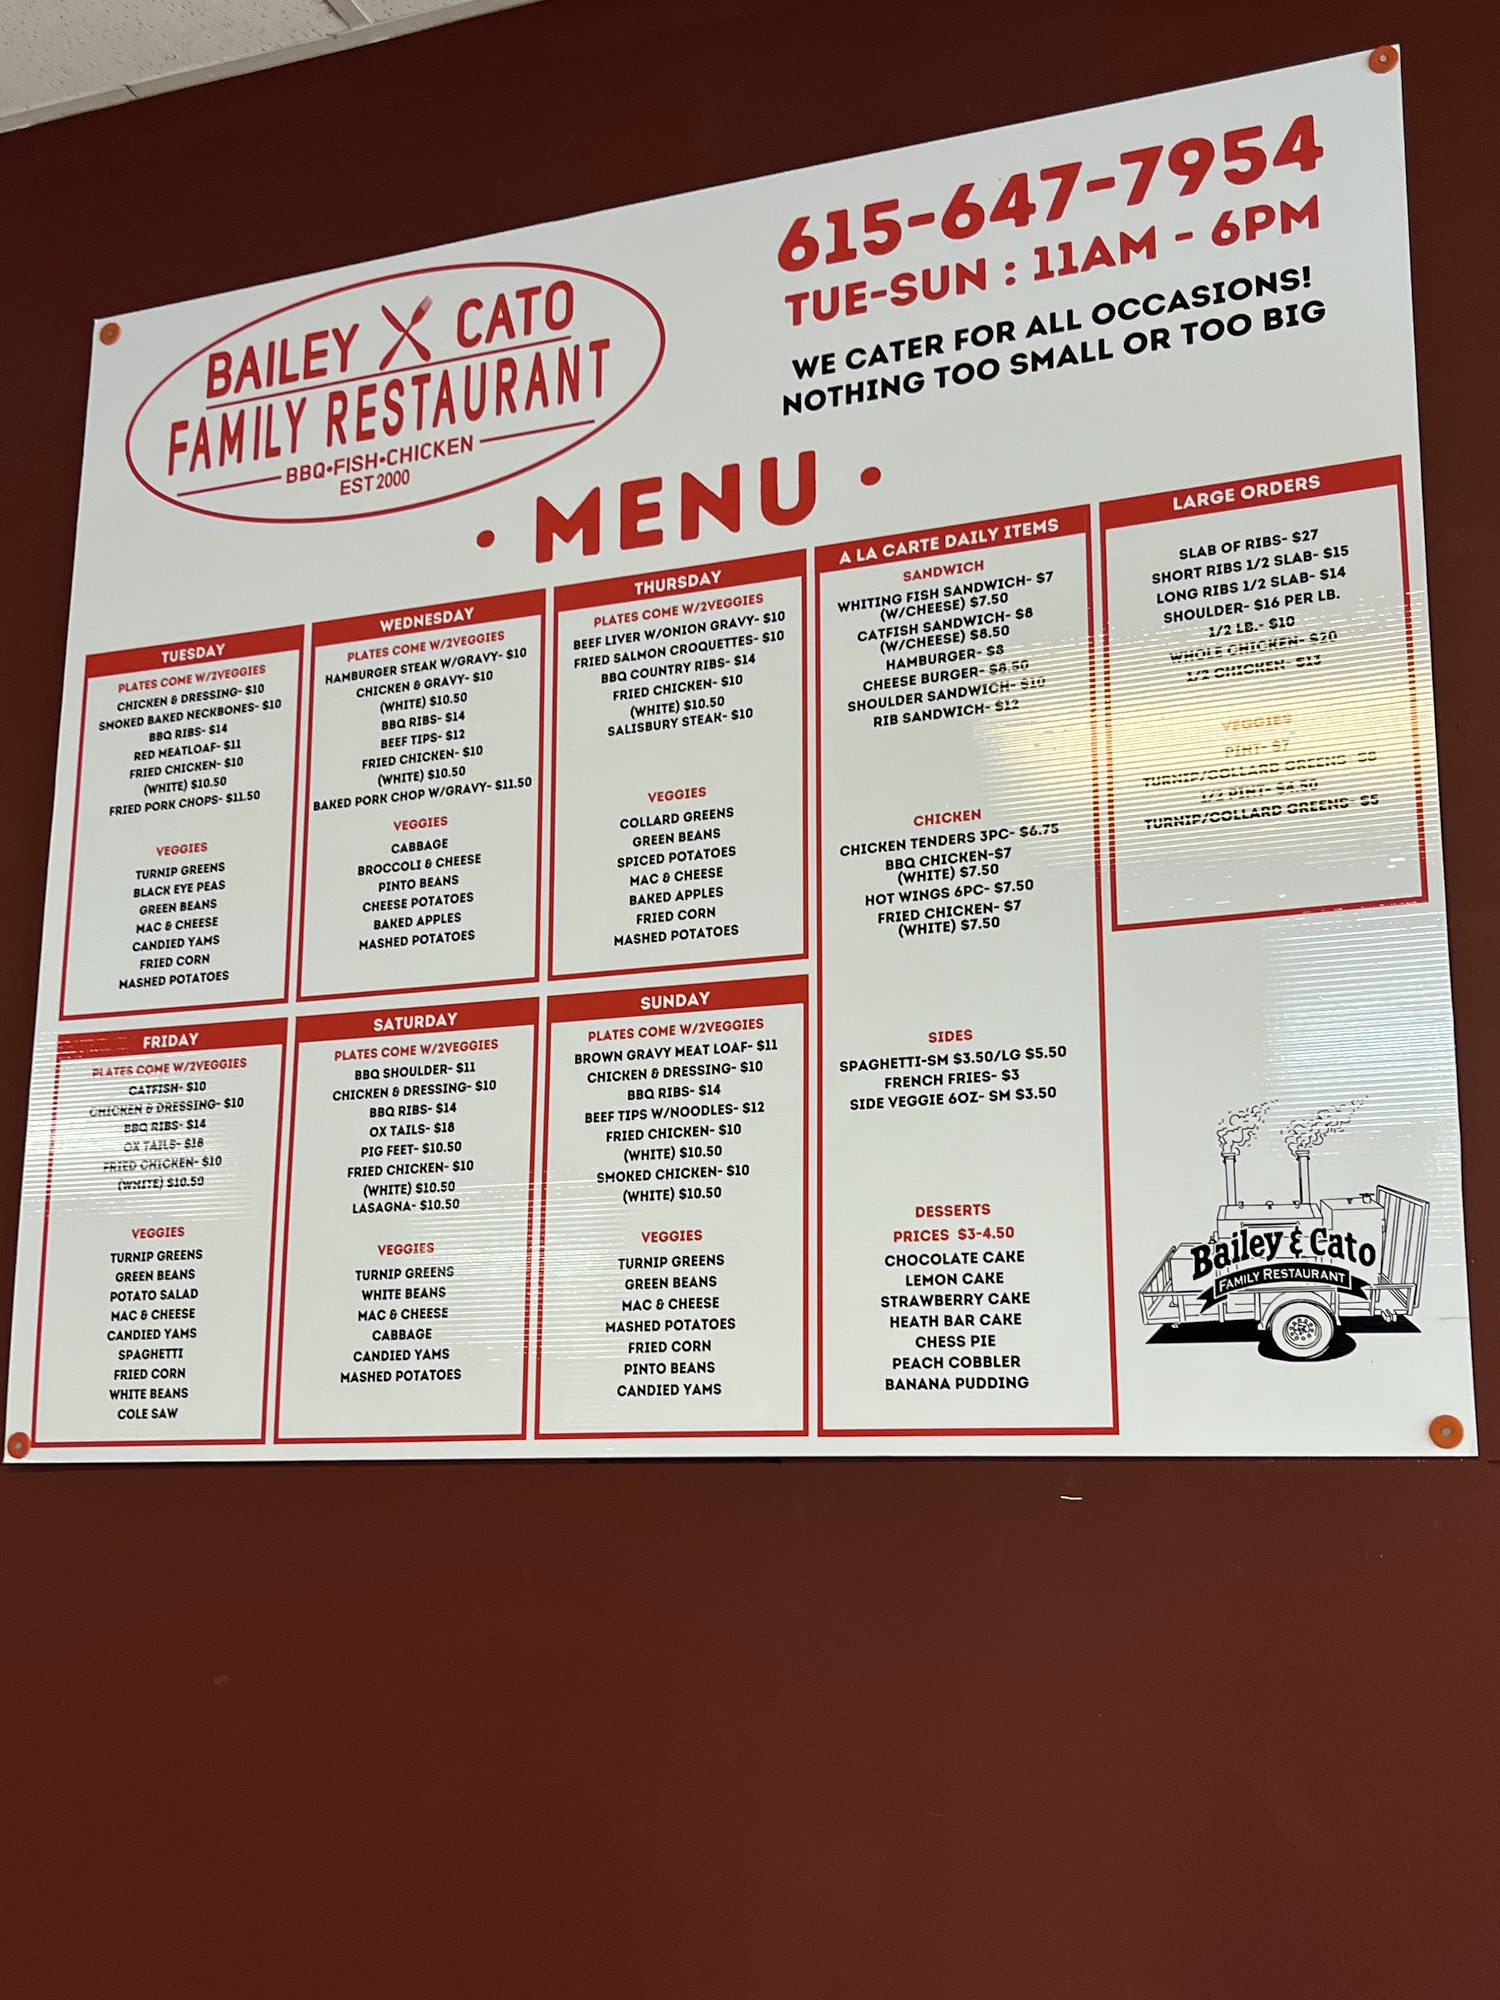 BAILEY CATO
FAMILY RESTAURANT
BBQ•FISH•CHICKEN
EST 2000
615-647-7954
TUE-SUN : 11AM - 6PM
WE CATER FOR ALL OCCASIONS!
NOTHING TOO SMALL OR TOO BIG
• MENU •
TUESDAY
PLATES COME W/2VEGGIES
CHICKEN & DRESSING- $10
SMOKED BAKED NECKBONES- $10
BBQ RIBS- $14
RED MEATLOAF- $11
FRIED CHICKEN- $10
(WHITE) $10.50
FRIED PORK CHOPS- $11.50
VEGGIES
TURNIP GREENS
BLACK EYE PEAS
GREEN BEANS
MAC & CHEESE
CANDIED YAMS
FRIED CORN
MASHED POTATOES
WEDNESDAY
PLATES COME W/2VEGGIES
HAMBURGER STEAK W/GRAVY- $10
CHICKEN & GRAVY- $10
(WHITE) $10.50
BBQ RIBS- $14
BEEF TIPS- $12
FRIED CHICKEN- $10
(WHITE) $10.50
BAKED PORK CHOP W/GRAVY- $11.50
VEGGIES
CABBAGE
BROCCOLI & CHEESE
PINTO BEANS
CHEESE POTATOES
BAKED APPLES
MASHED POTATOES
THURSDAY
PLATES COME W/2VEGGIES
BEEF LIVER W/ONION GRAVY- $10
FRIED SALMON CROQUETTES- $10
BBQ COUNTRY RIBS- $14
FRIED CHICKEN- $10
(WHITE) $10.50
SALISBURY STEAK- $10
VEGGIES
COLLARD GREENS
GREEN BEANS
SPICED POTATOES
MAC & CHEESE
BAKED APPLES
FRIED CORN
MASHED POTATOES
FRIDAY
PLATES COME W/2VEGGIES
CATFISH- $10
CHICKEN & DRESSING- $10
BBQ RIBS- $14
OX TAILS- $18
FRIED CHICKEN- $10
(WHITE) $10.50
VEGGIES
TURNIP GREENS
GREEN BEANS
POTATO SALAD
MAC & CHEESE
CANDIED YAMS
SPAGHETTI
FRIED CORN
WHITE BEANS
COLE SAW
SATURDAY
PLATES COME W/2VEGGIES
BBQ SHOULDER- $11
CHICKEN & DRESSING- $10
BBQ RIBS- $14
OX TAILS- $18
PIG FEET- $10.50
FRIED CHICKEN- $10
(WHITE) $10.50
LASAGNA- $10.50
VEGGIES
TURNIP GREENS
WHITE BEANS
MAC & CHEESE
CABBAGE
CANDIED YAMS
MASHED POTATOES
SUNDAY
PLATES COME W/2VEGGIES
BROWN GRAVY MEAT LOAF- $11
CHICKEN & DRESSING- $10
BBQ RIBS- $14
BEEF TIPS W/NOODLES- $12
FRIED CHICKEN- $10
(WHITE) $10.50
SMOKED CHICKEN- $10
(WHITE) $10.50
VEGGIES
TURNIP GREENS
GREEN BEANS
MAC & CHEESE
MASHED POTATOES
FRIED CORN
PINTO BEANS
CANDIED YAMS
A LA CARTE DAILY ITEMS
SANDWICH
WHITING FISH SANDWICH- $7
(W/CHEESE) $7.50
CATFISH SANDWICH- $8
(W/CHEESE) $8.50
HAMBURGER- $8
CHEESE BURGER- $8.50
SHOULDER SANDWICH- $10
RIB SANDWICH- $12
CHICKEN
CHICKEN TENDERS 3PC- $6.75
BBQ CHICKEN-$7
(WHITE) $7.50
HOT WINGS 6PC- $7.50
FRIED CHICKEN- $7
(WHITE) $7.50
SIDES
SPAGHETTI-SM $3.50/LG $5.50
FRENCH FRIES- $3
SIDE VEGGIE 6OZ- SM $3.50
DESSERTS
PRICES $3-4.50
CHOCOLATE CAKE
LEMON CAKE
STRAWBERRY CAKE
HEATH BAR CAKE
CHESS PIE
PEACH COBBLER
BANANA PUDDING
LARGE ORDERS
SLAB OF RIBS- $27
SHORT RIBS 1/2 SLAB- $15
LONG RIBS 1/2 SLAB- $14
SHOULDER- $16 PER LB.
1/2 LB.- $10
WHOLE CHICKEN- $20
1/2 CHICKEN- $13
VEGGIES
PINT- $7
TURNIP/COLLARD GREENS- $8
1/2 PINT- $4.50
TURNIP/COLLARD GREENS- $5
Bailey & Cato
FAMILY RESTAURANT